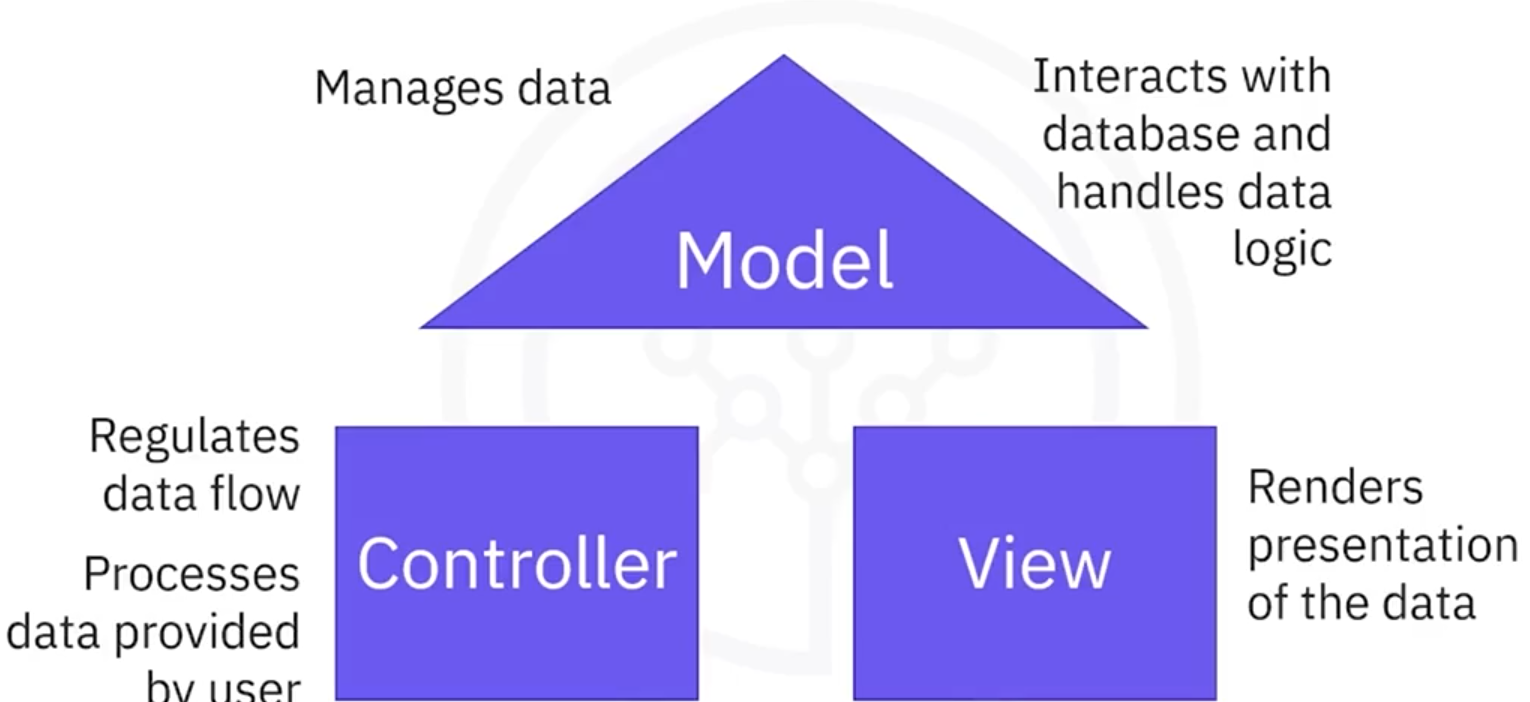 Manages data
Interacts with
database and
handles data
logic
Model
Regulates
data flow
Processes
data provided
by user
Controller
View
Renders
presentation
of the data